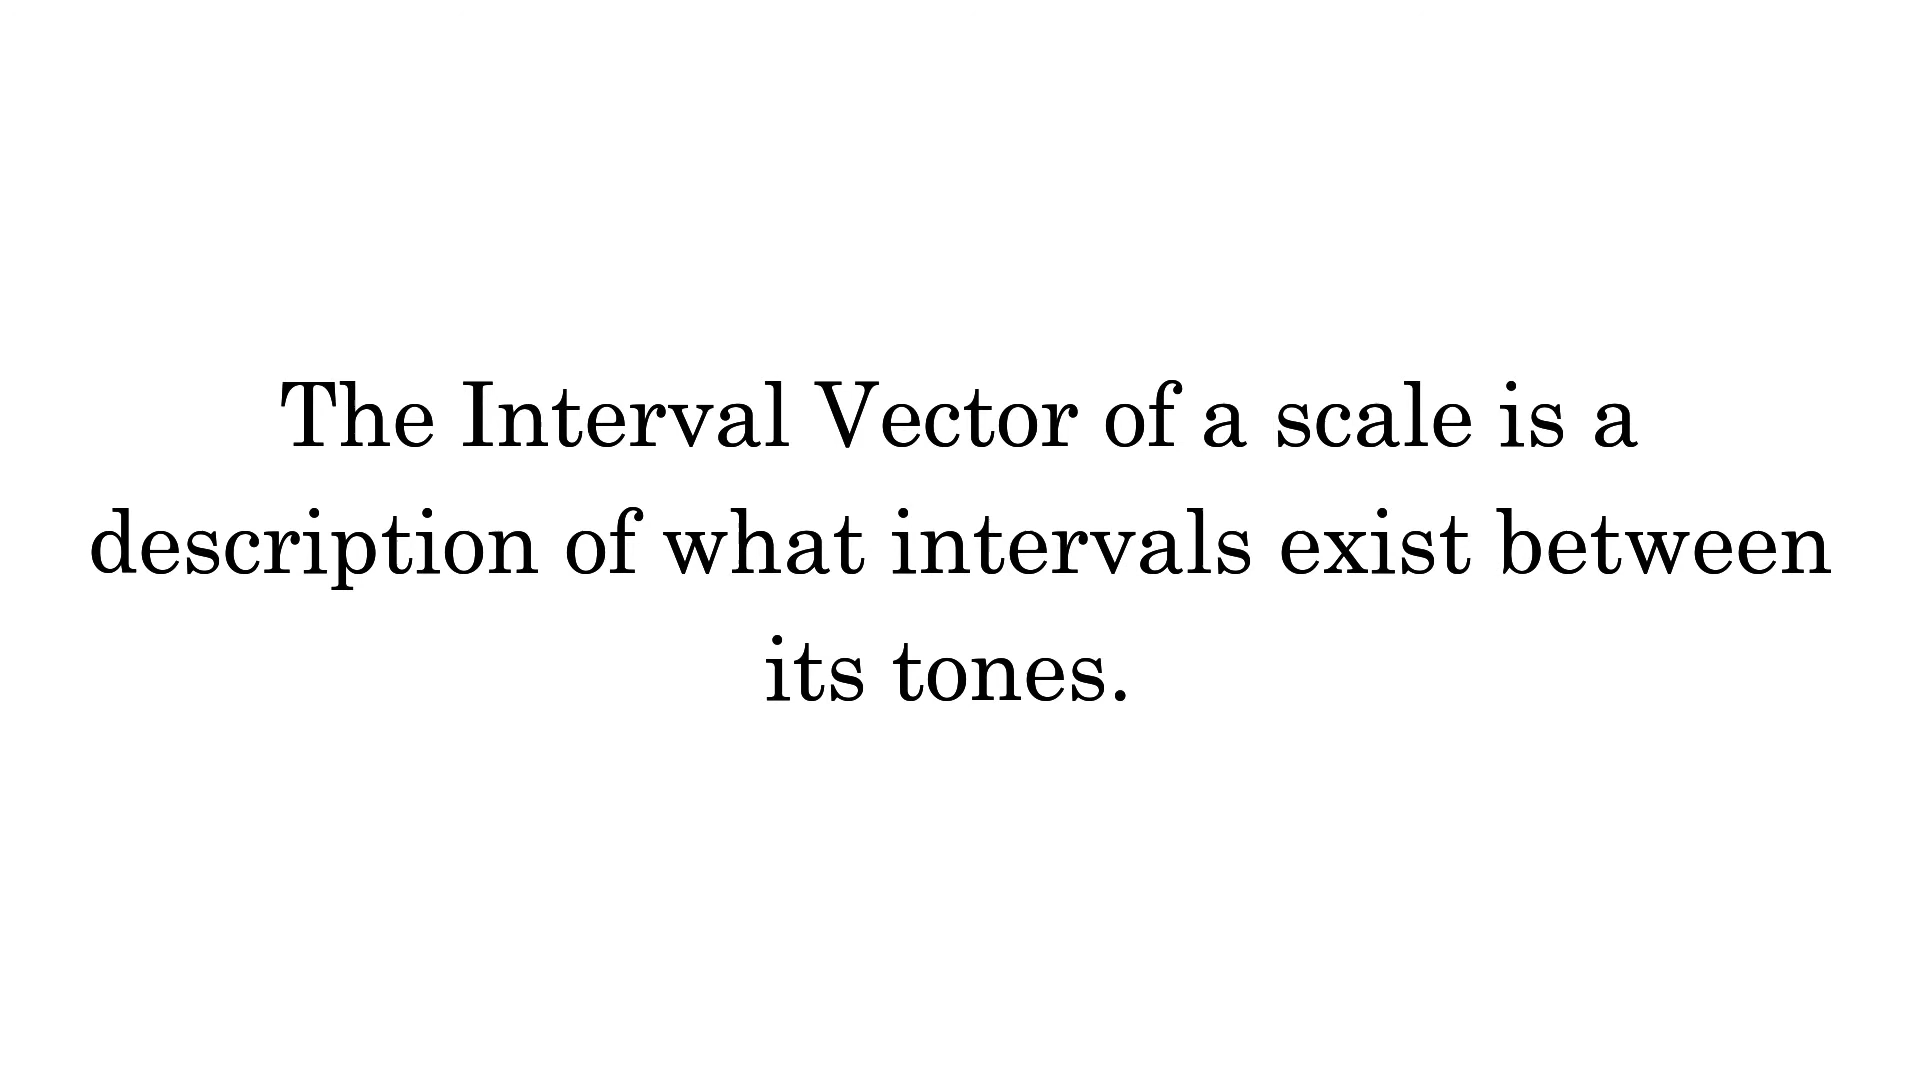 The Interval Vector of a scale is a
description of what intervals exist between
its tones.